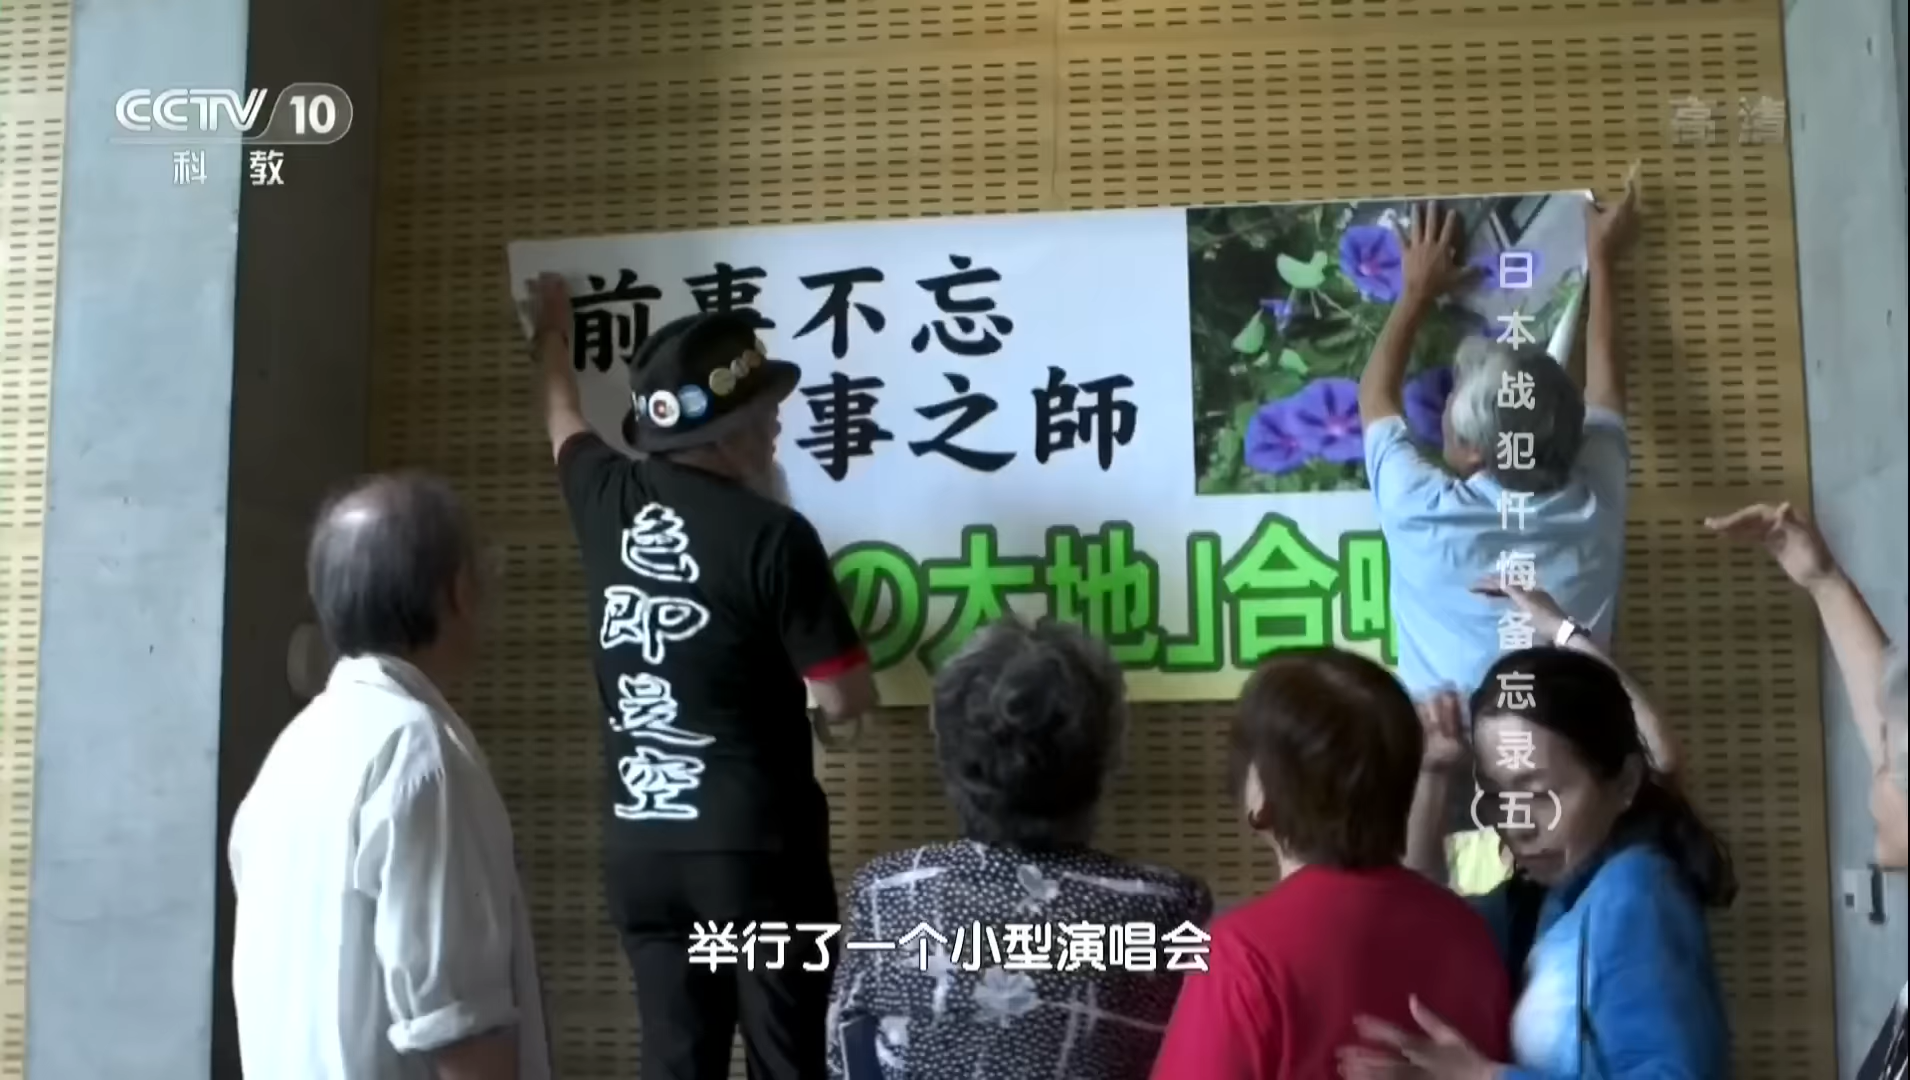 CCTV 10
科教
高清
前事不忘
事之師
の大地」合唱
色即是空
日本战犯忏悔备忘录
（五）
举行了一个小型演唱会